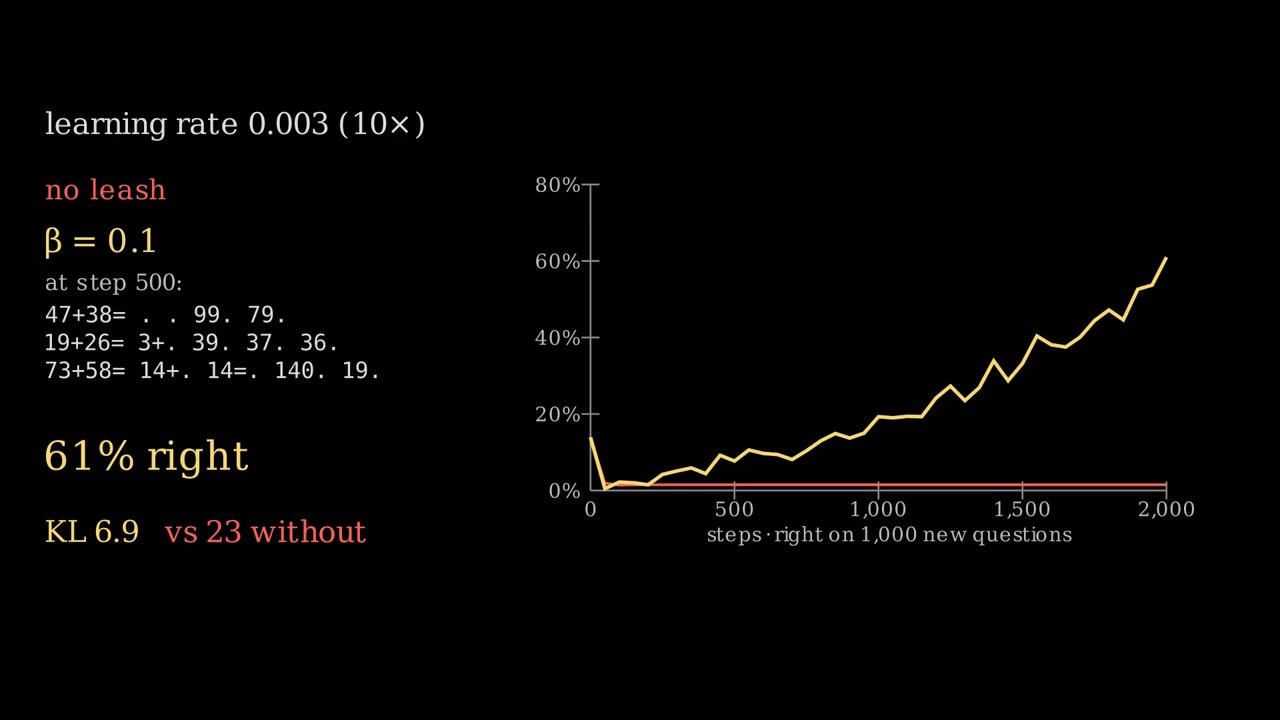 learning rate 0.003 (10×)
no leash
β = 0.1
at step 500:
47+38= . . 99. 79.
19+26= 3+. 39. 37. 36.
73+58= 14+. 14=. 140. 19.
61% right
KL 6.9 vs 23 without
80%
60%
40%
20%
0%
0 500 1,000 1,500 2,000
steps · right on 1,000 new questions